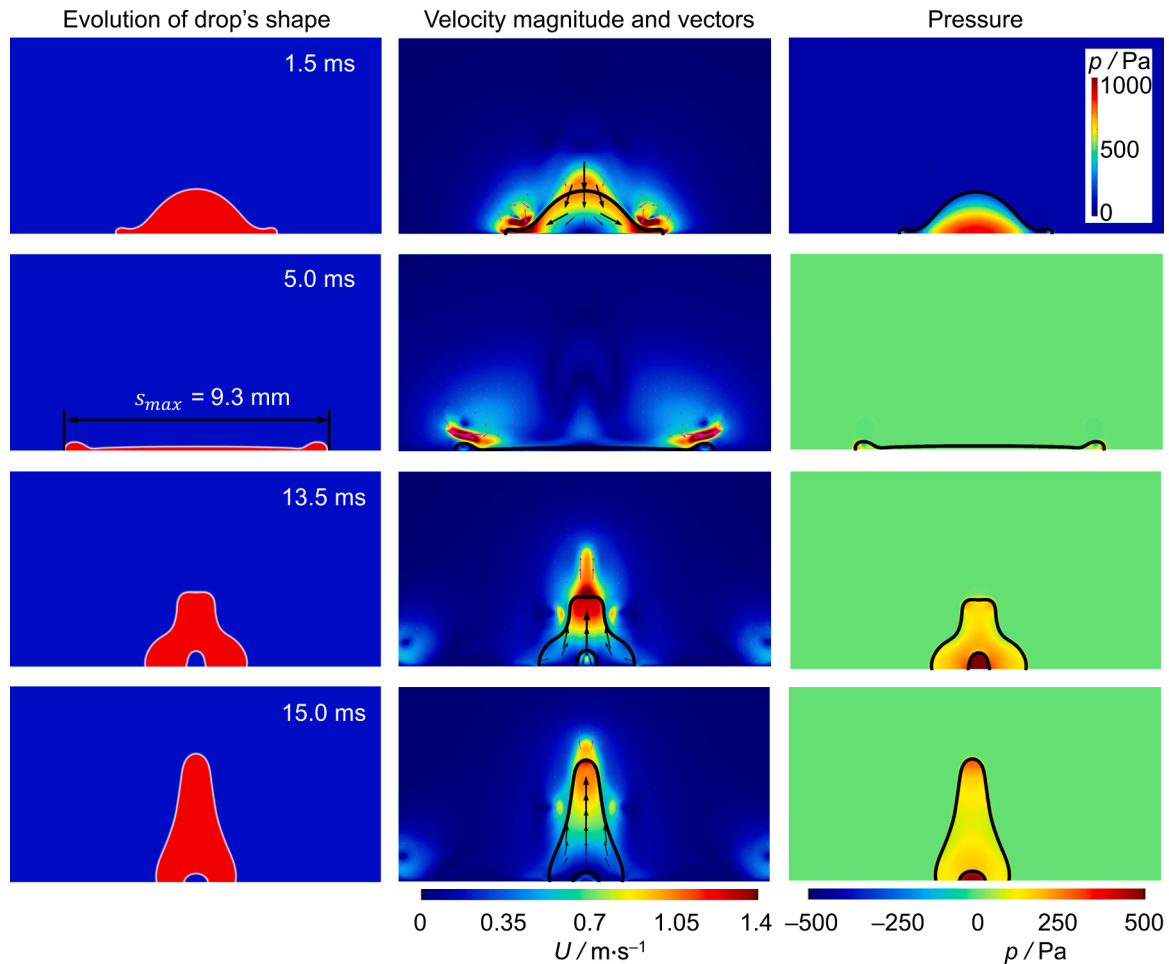 Evolution of drop's shape
Velocity magnitude and vectors
Pressure
1.5 ms
p / Pa
1000
500
0
5.0 ms
s_max = 9.3 mm
13.5 ms
15.0 ms
0 0.35 0.7 1.05 1.4
U / m·s⁻¹
–500 –250 0 250 500
p / Pa